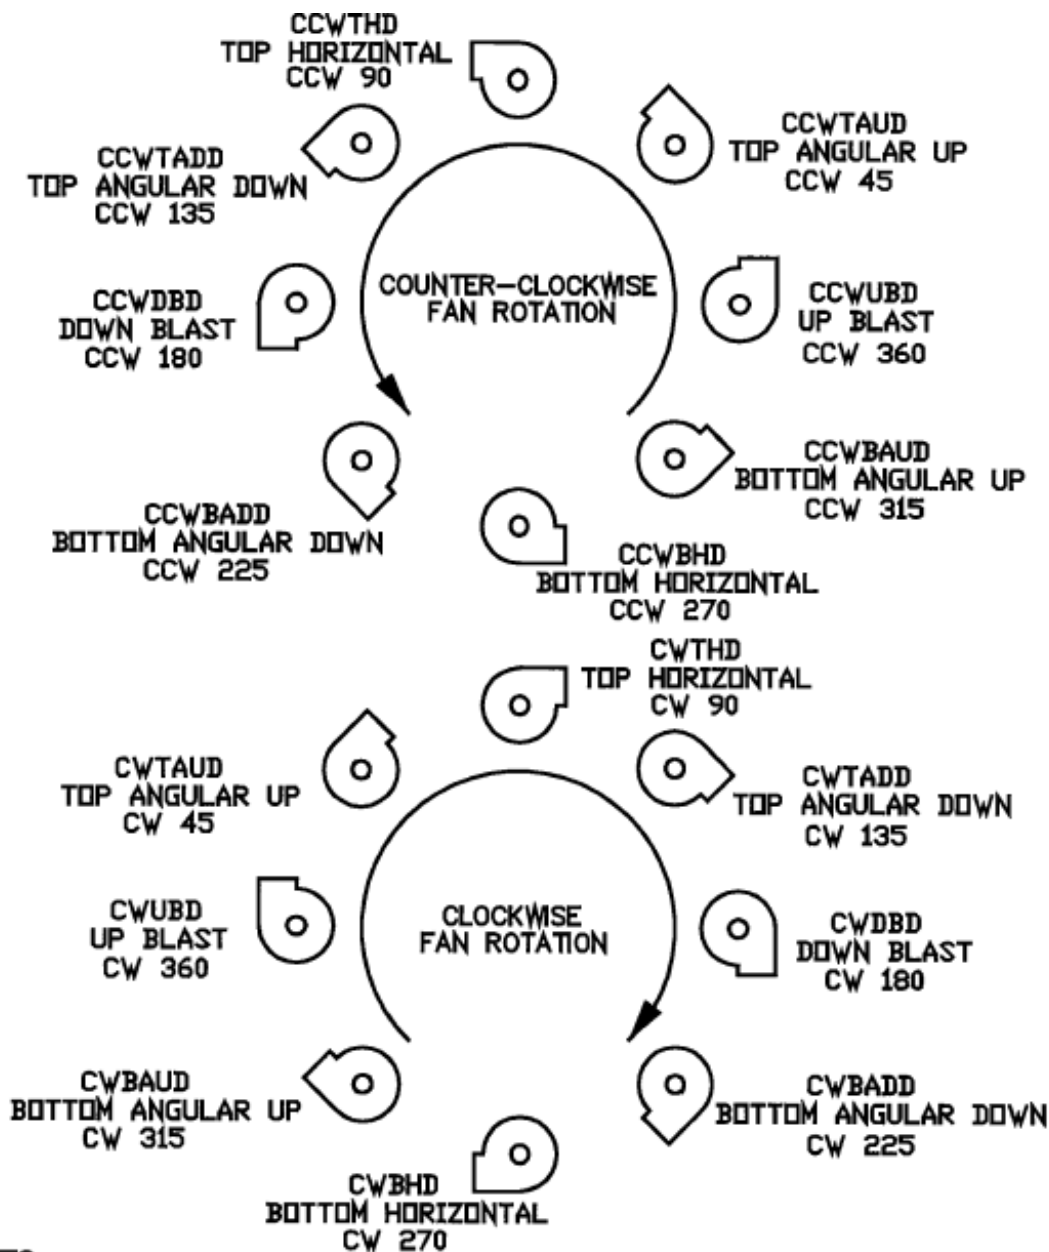 CCWTHD
TOP HORIZONTAL
CCW 90
CCWTAUD
TOP ANGULAR UP
CCW 45
CCWTADD
TOP ANGULAR DOWN
CCW 135
COUNTER-CLOCKWISE
FAN ROTATION
CCWDBD
DOWN BLAST
CCW 180
CCWUBD
UP BLAST
CCW 360
CCWBAUD
BOTTOM ANGULAR UP
CCW 315
CCWBADD
BOTTOM ANGULAR DOWN
CCW 225
CCWBHD
BOTTOM HORIZONTAL
CCW 270
CWTHD
TOP HORIZONTAL
CW 90
CWTAUD
TOP ANGULAR UP
CW 45
CWTADD
TOP ANGULAR DOWN
CW 135
CWUBD
UP BLAST
CW 360
CLOCKWISE
FAN ROTATION
CWDBD
DOWN BLAST
CW 180
CWBAUD
BOTTOM ANGULAR UP
CW 315
CWBADD
BOTTOM ANGULAR DOWN
CW 225
CWBHD
BOTTOM HORIZONTAL
CW 270